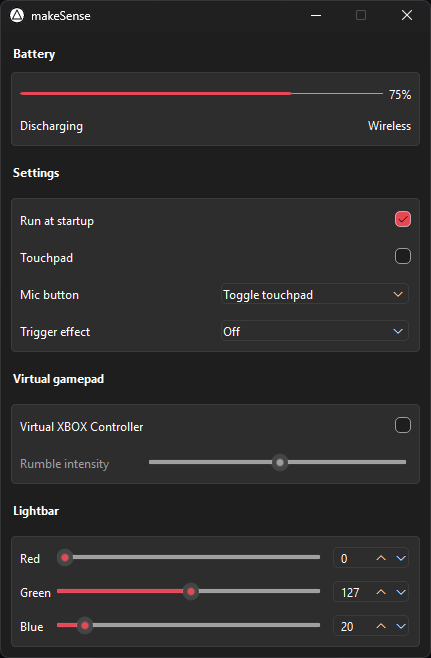 makeSense
Battery
75%
Discharging Wireless
Settings
Run at startup
Touchpad
Mic button Toggle touchpad
Trigger effect Off
Virtual gamepad
Virtual XBOX Controller
Rumble intensity
Lightbar
Red 0
Green 127
Blue 20